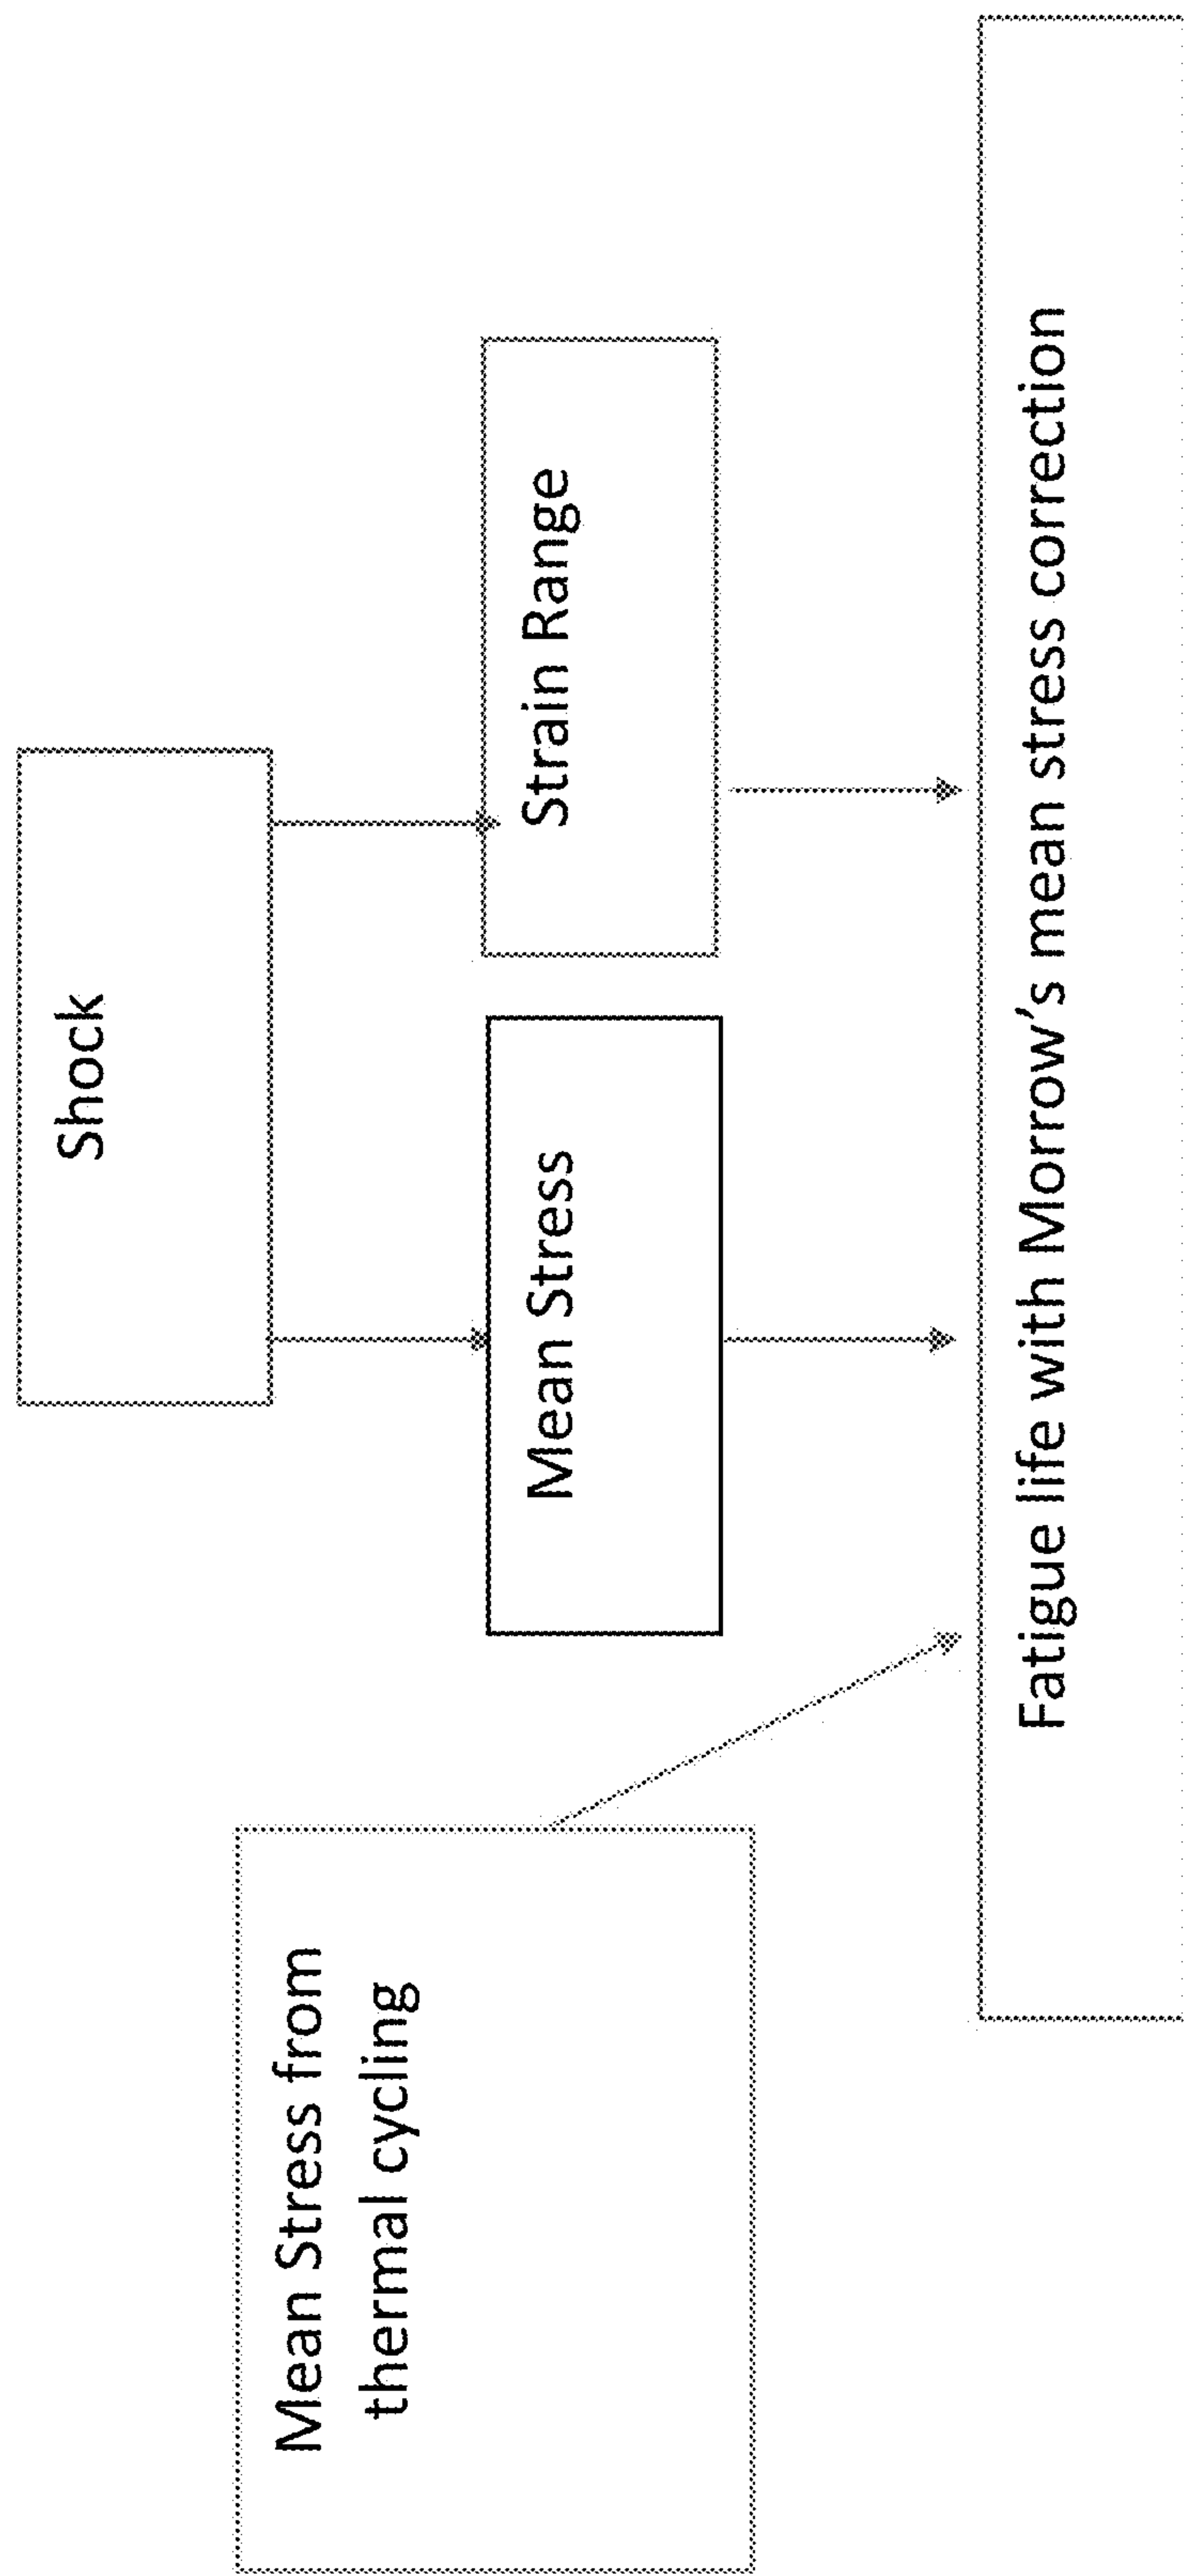 Shock
Mean Stress from
thermal cycling
Mean Stress
Strain Range
Fatigue life with Morrow's mean stress correction